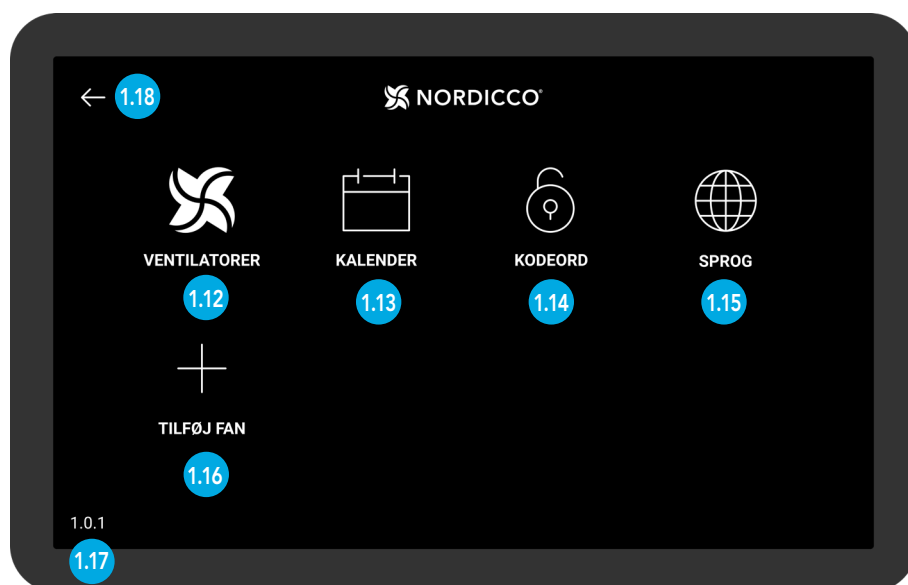 1.18 NORDICCO®
VENTILATORER KALENDER KODEORD SPROG
1.12 1.13 1.14 1.15
TILFØJ FAN
1.16
1.0.1
1.17